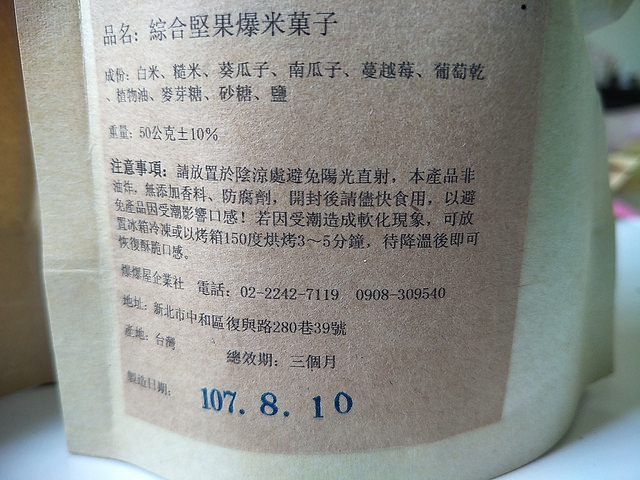 品名: 綜合堅果爆米菓子
成份: 白米、糙米、葵瓜子、南瓜子、蔓越莓、葡萄乾
、植物油、麥芽糖、砂糖、鹽
重量: 50公克±10%
注意事項: 請放置於陰涼處避免陽光直射, 本產品非
油炸, 無添加香料、防腐劑, 開封後請儘快食用, 以避
免產品因受潮影響口感! 若因受潮造成軟化現象, 可放
置冰箱冷凍或以烤箱150度烘烤3～5分鐘, 待降溫後即可
恢復酥脆口感。
爆爆屋企業社 電話: 02-2242-7119 0908-309540
地址: 新北市中和區復興路280巷39號
產地: 台灣
總效期: 三個月
製造日期: 107. 8. 10